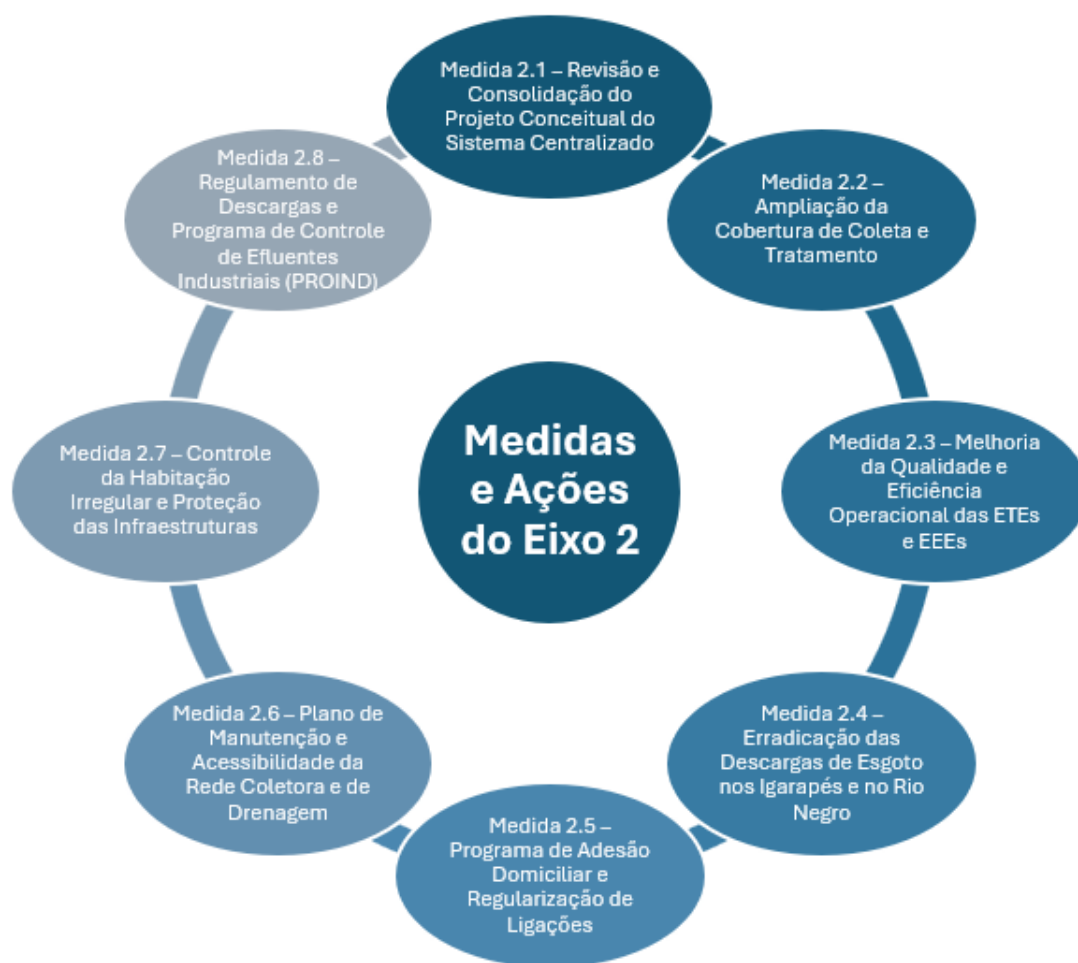 Medida 2.1 – Revisão e
Consolidação do
Projeto Conceitual do
Sistema Centralizado
Medida 2.2 –
Ampliação da
Cobertura de Coleta e
Tratamento
Medida 2.3 – Melhoria
da Qualidade e
Eficiência
Operacional das ETEs
e EEEs
Medida 2.4 –
Erradicação das
Descargas de Esgoto
nos Igarapés e no Rio
Negro
Medida 2.5 –
Programa de Adesão
Domiciliar e
Regularização de
Ligações
Medida 2.6 – Plano de
Manutenção e
Acessibilidade da
Rede Coletora e de
Drenagem
Medida 2.7 – Controle
da Habitação
Irregular e Proteção
das Infraestruturas
Medida 2.8 –
Regulamento de
Descargas e
Programa de Controle
de Efluentes
Industriais (PROIND)
Medidas
e Ações
do Eixo 2